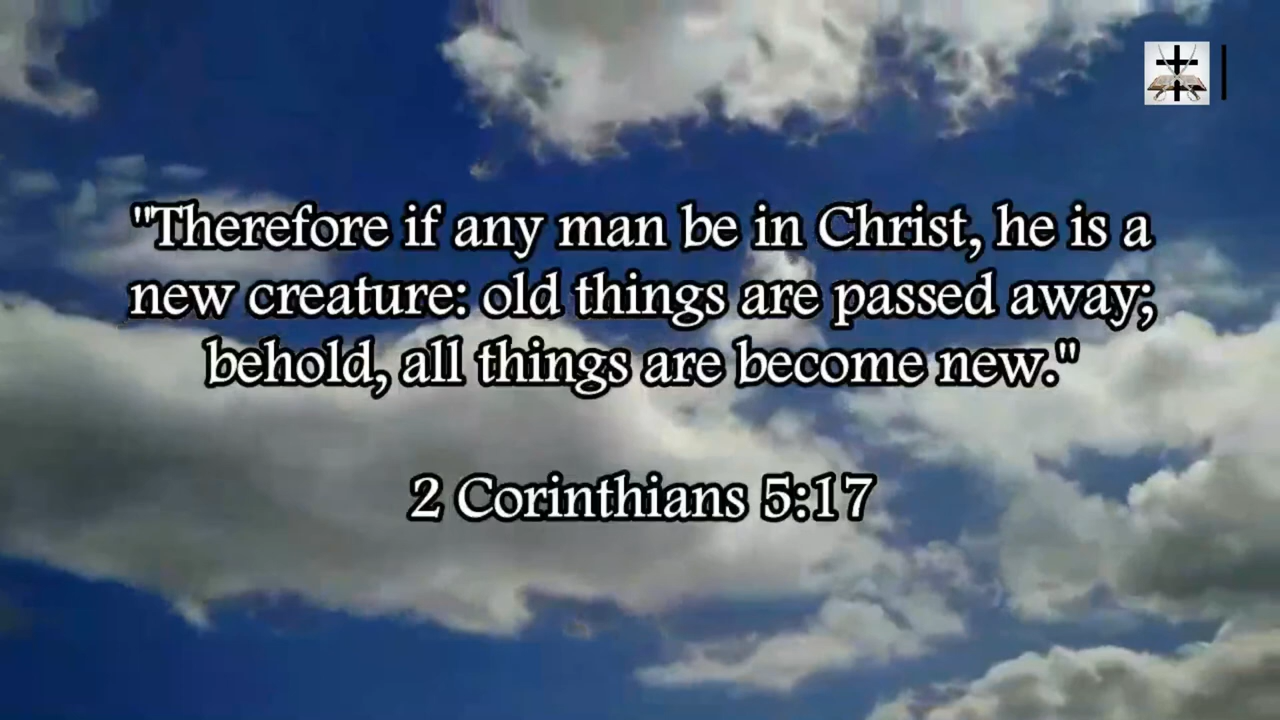 "Therefore if any man be in Christ, he is a
new creature: old things are passed away;
behold, all things are become new."
2 Corinthians 5:17